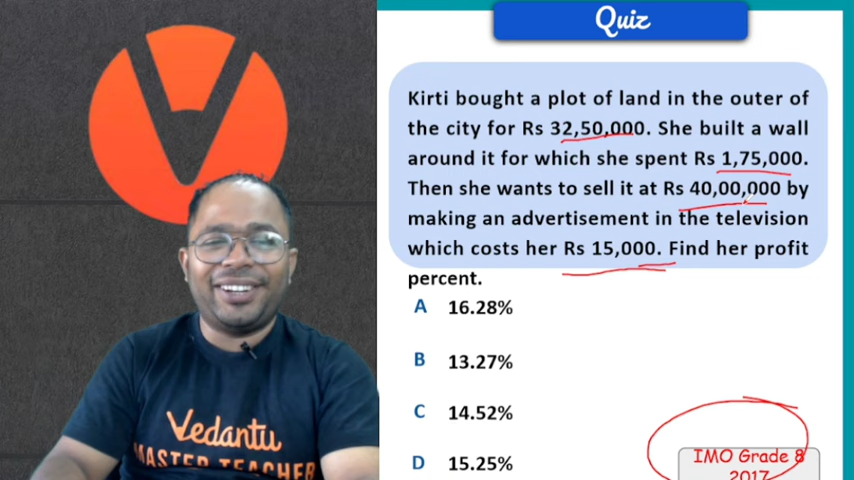 Quiz
Kirti bought a plot of land in the outer of
the city for Rs 32,50,000. She built a wall
around it for which she spent Rs 1,75,000.
Then she wants to sell it at Rs 40,00,000 by
making an advertisement in the television
which costs her Rs 15,000. Find her profit
percent.
A 16.28%
B 13.27%
C 14.52%
D 15.25%
IMO Grade 8
2017
Vedantu
MASTER TEACHER